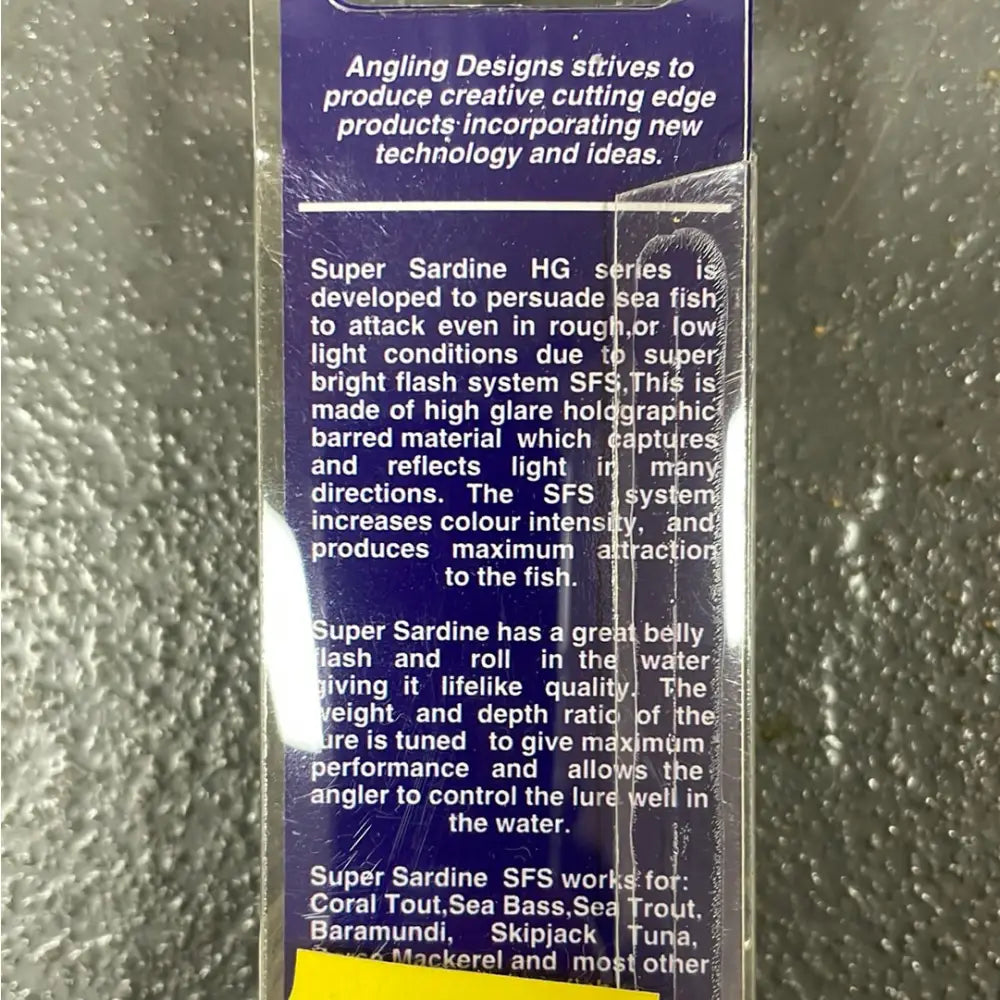 Angling Designs strives to
produce creative cutting edge
products incorporating new
technology and ideas.
Super Sardine HG series is
developed to persuade sea fish
to attack even in rough,or low
light conditions due to super
bright flash system SFS,This is
made of high glare holographic
barred material which captures
and reflects light in many
directions. The SFS system
increases colour intensity, and
produces maximum attraction
to the fish.
Super Sardine has a great belly
flash and roll in the water
giving it lifelike quality. The
weight and depth ratio of the
lure is tuned to give maximum
performance and allows the
angler to control the lure well in
the water.
Super Sardine SFS works for:
Coral Tout,Sea Bass,Sea Trout,
Baramundi, Skipjack Tuna,
Mackerel and most other